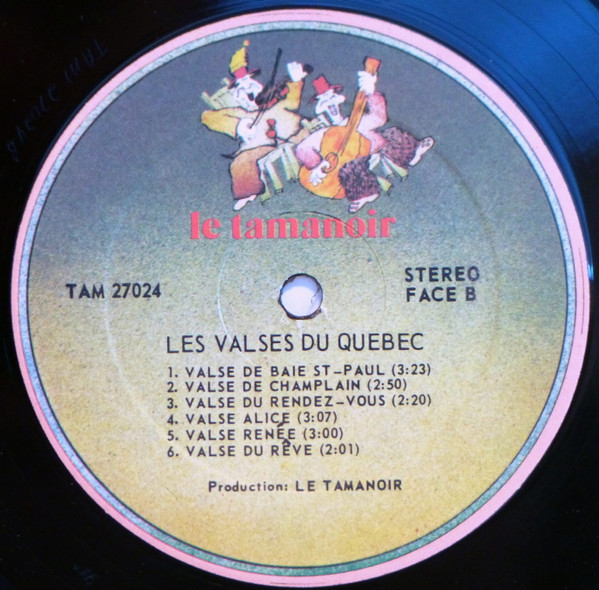 le tamanoir
TAM 27024
STEREO
FACE B
LES VALSES DU QUEBEC
1. VALSE DE BAIE ST-PAUL (3:23)
2. VALSE DE CHAMPLAIN (2:50)
3. VALSE DU RENDEZ-VOUS (2:20)
4. VALSE ALICE (3:07)
5. VALSE RENÉE (3:00)
6. VALSE DU RÊVE (2:01)
Production: LE TAMANOIR